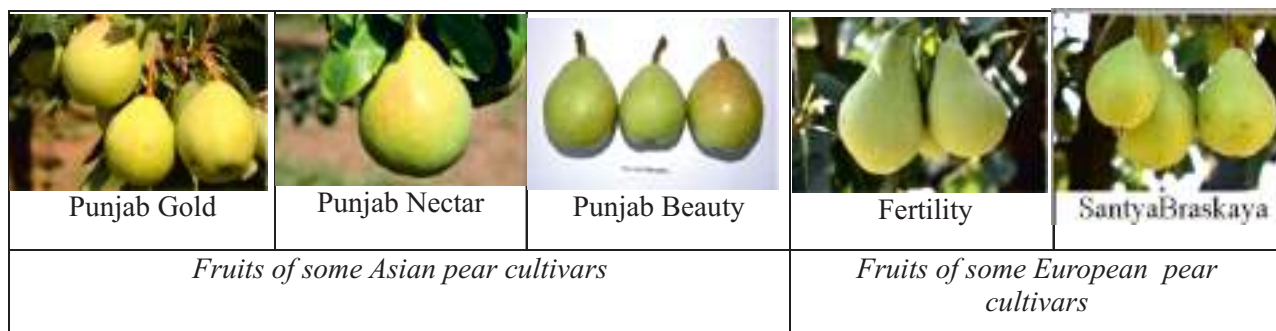 Punjab Gold
Punjab Nectar
Punjab Beauty
Fertility
SantyaBraskaya
Fruits of some Asian pear cultivars
Fruits of some European pear
cultivars